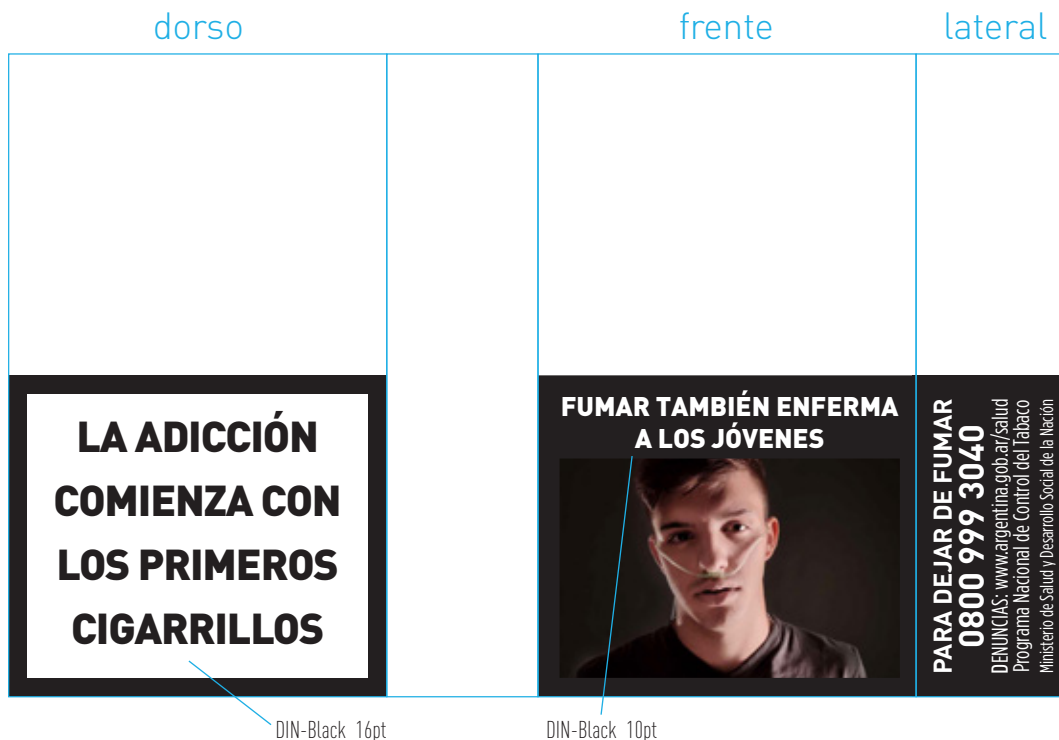 dorso
frente
lateral
LA ADICCIÓN
COMIENZA CON
LOS PRIMEROS
CIGARRILLOS
FUMAR TAMBIÉN ENFERMA
A LOS JÓVENES
PARA DEJAR DE FUMAR
0800 999 3040
DENUNCIAS: www.argentina.gob.ar/salud
Programa Nacional de Control del Tabaco
Ministerio de Salud y Desarrollo Social de la Nación
DIN-Black 16pt
DIN-Black 10pt